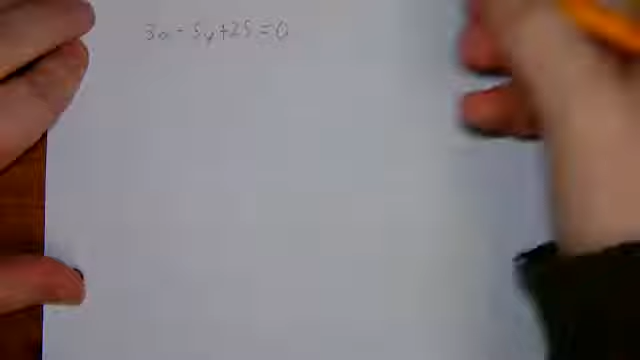 3x - 5y + 25 = 0